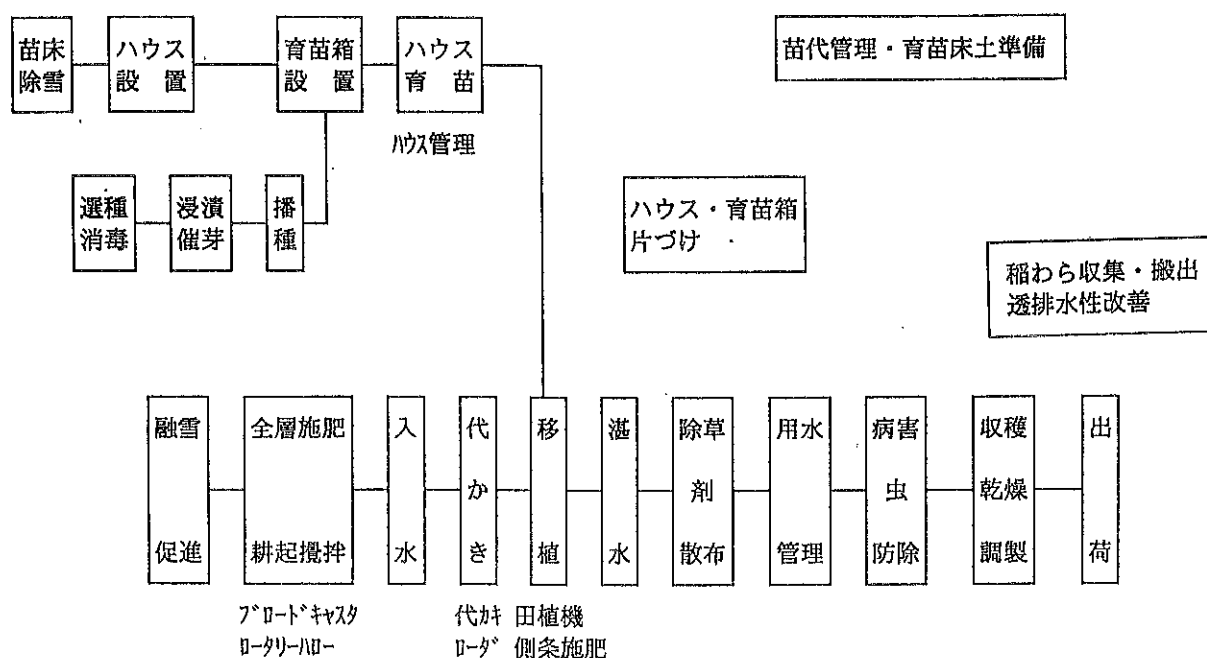 苗床
除雪
ハウス
設置
育苗箱
設置
ハウス
育苗
ハウス管理
苗代管理・育苗床土準備
選種
消毒
浸漬
催芽
播
種
ハウス・育苗箱
片づけ
稲わら収集・搬出
透排水性改善
融雪
促進
全層施肥
耕起攪拌
入
水
代
か
き
移
植
湛
水
除草
剤
散布
用水
管理
病害
虫
防除
収穫
乾燥
調製
出
荷
ブロードキャスタ
ロータリーハロー
代カキ
ローダ
田植機
側条施肥